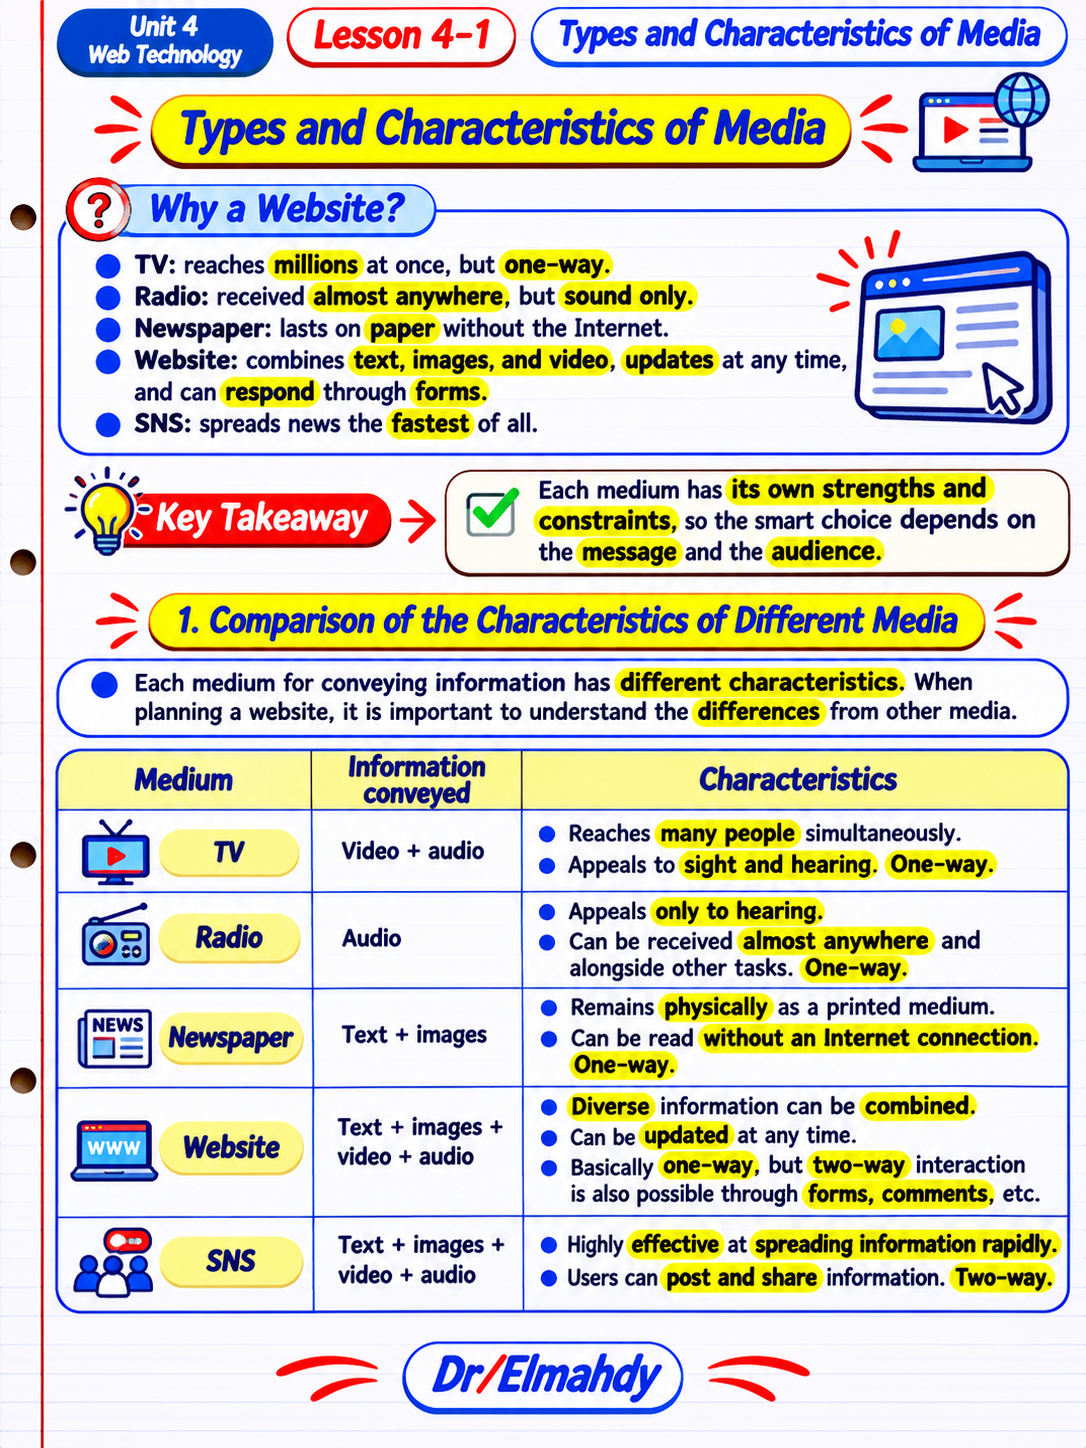 Unit 4
Web Technology
Lesson 4-1
Types and Characteristics of Media
Types and Characteristics of Media
? Why a Website?
TV: reaches millions at once, but one-way.
Radio: received almost anywhere, but sound only.
Newspaper: lasts on paper without the Internet.
Website: combines text, images, and video, updates at any time,
and can respond through forms.
SNS: spreads news the fastest of all.
Key Takeaway
Each medium has its own strengths and
constraints, so the smart choice depends on
the message and the audience.
1. Comparison of the Characteristics of Different Media
Each medium for conveying information has different characteristics. When
planning a website, it is important to understand the differences from other media.
Medium
Information
conveyed
Characteristics
TV
Video + audio
Reaches many people simultaneously.
Appeals to sight and hearing. One-way.
Radio
Audio
Appeals only to hearing.
Can be received almost anywhere and
alongside other tasks. One-way.
NEWS
Newspaper
Text + images
Remains physically as a printed medium.
Can be read without an Internet connection.
One-way.
WWW
Website
Text + images +
video + audio
Diverse information can be combined.
Can be updated at any time.
Basically one-way, but two-way interaction
is also possible through forms, comments, etc.
SNS
Text + images +
video + audio
Highly effective at spreading information rapidly.
Users can post and share information. Two-way.
Dr/Elmahdy